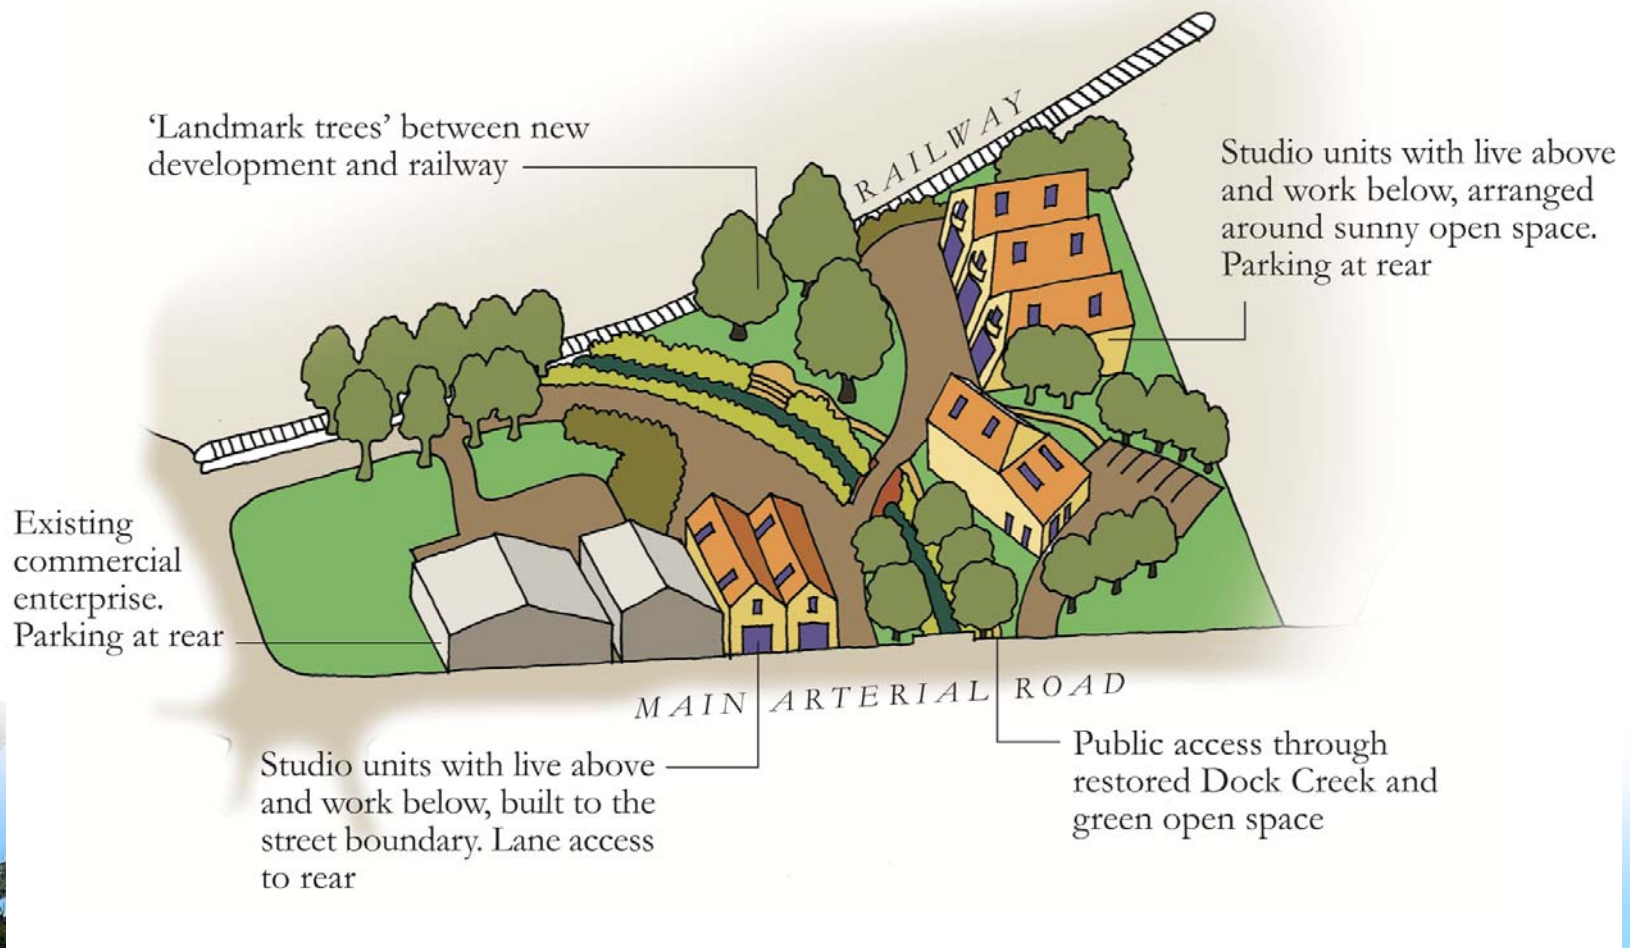 ‘Landmark trees’ between new
development and railway
RAILWAY
Studio units with live above
and work below, arranged
around sunny open space.
Parking at rear
Existing
commercial
enterprise.
Parking at rear
MAIN ARTERIAL ROAD
Studio units with live above
and work below, built to the
street boundary. Lane access
to rear
Public access through
restored Dock Creek and
green open space